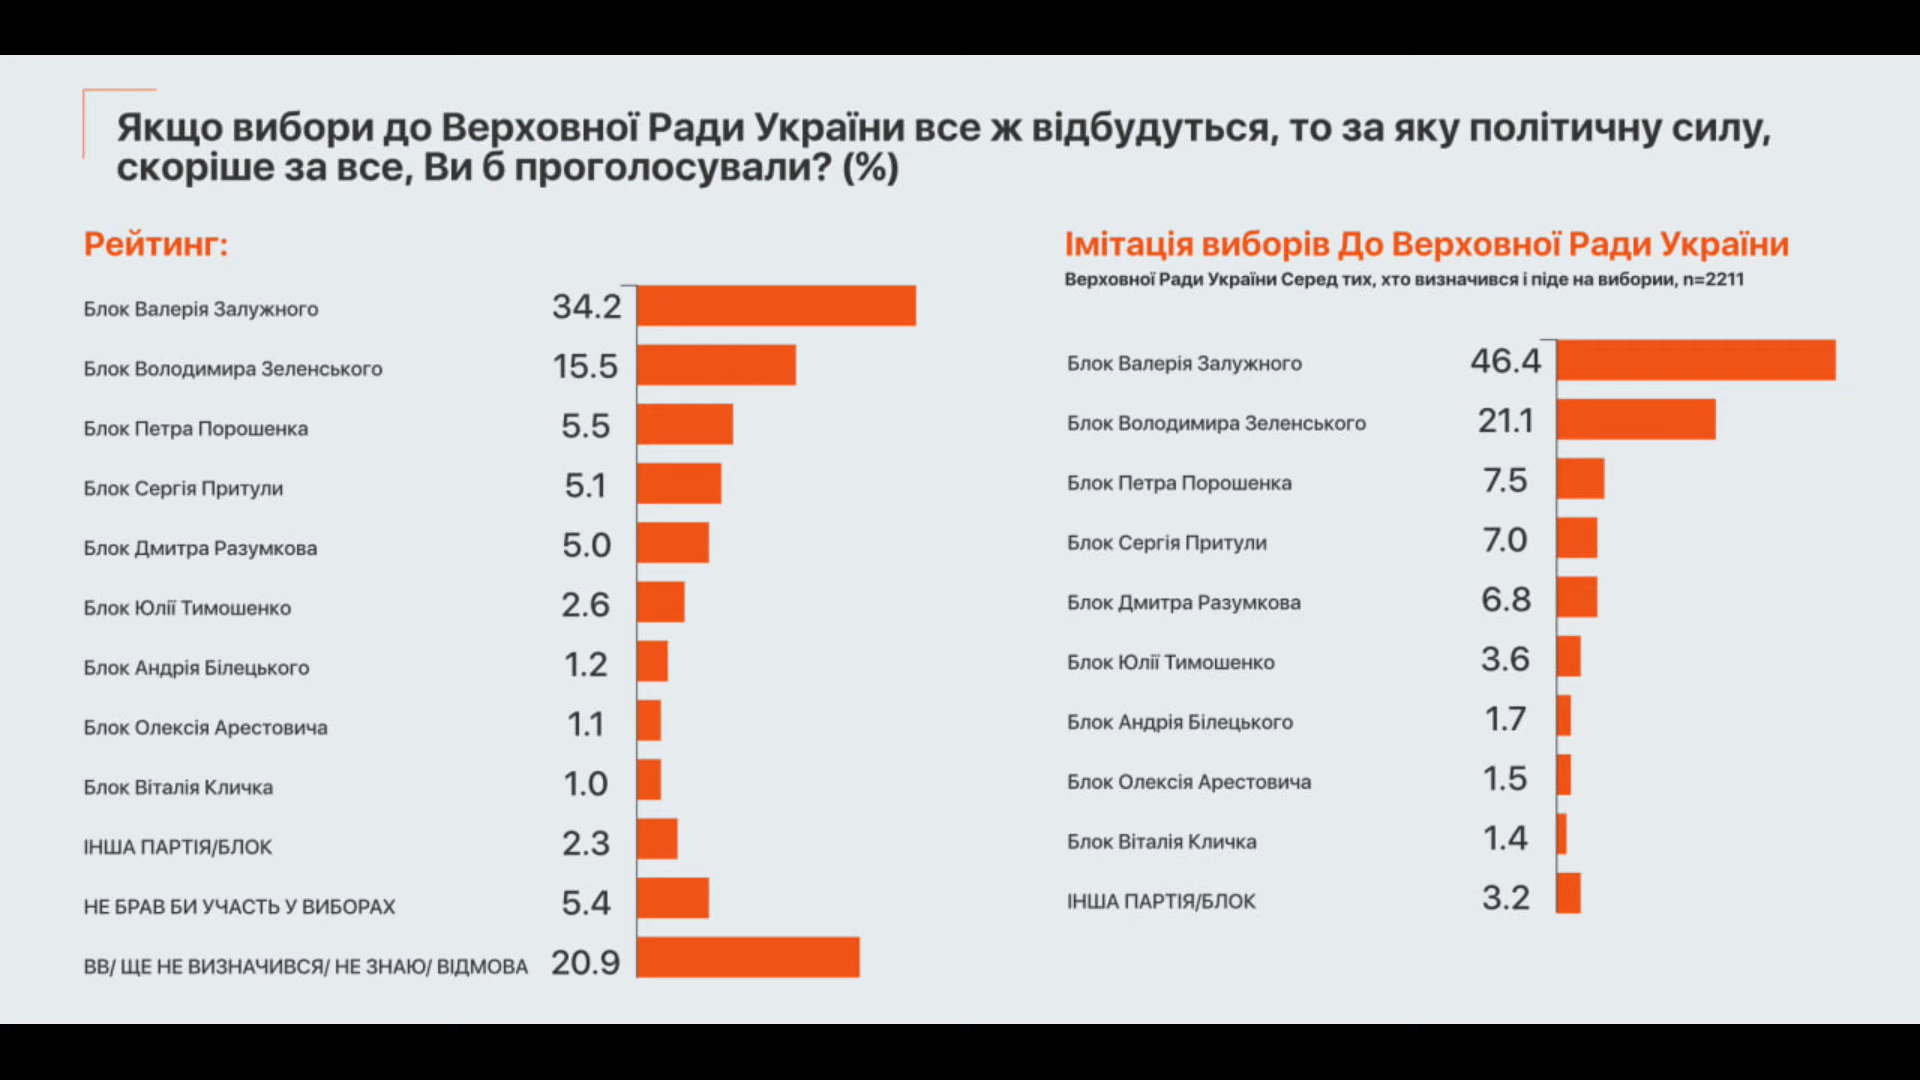 Якщо вибори до Верховної Ради України все ж відбудуться, то за яку політичну силу,
скоріше за все, Ви б проголосували? (%)
Рейтинг:
Блок Валерія Залужного 34.2
Блок Володимира Зеленського 15.5
Блок Петра Порошенка 5.5
Блок Сергія Притули 5.1
Блок Дмитра Разумкова 5.0
Блок Юлії Тимошенко 2.6
Блок Андрія Білецького 1.2
Блок Олексія Арестовича 1.1
Блок Віталія Кличка 1.0
ІНША ПАРТІЯ/БЛОК 2.3
НЕ БРАВ БИ УЧАСТЬ У ВИБОРАХ 5.4
ВВ/ ЩЕ НЕ ВИЗНАЧИВСЯ/ НЕ ЗНАЮ/ ВІДМОВА 20.9
Імітація виборів До Верховної Ради України
Верховної Ради України Серед тих, хто визначився і піде на вибории, n=2211
Блок Валерія Залужного 46.4
Блок Володимира Зеленського 21.1
Блок Петра Порошенка 7.5
Блок Сергія Притули 7.0
Блок Дмитра Разумкова 6.8
Блок Юлії Тимошенко 3.6
Блок Андрія Білецького 1.7
Блок Олексія Арестовича 1.5
Блок Віталія Кличка 1.4
ІНША ПАРТІЯ/БЛОК 3.2